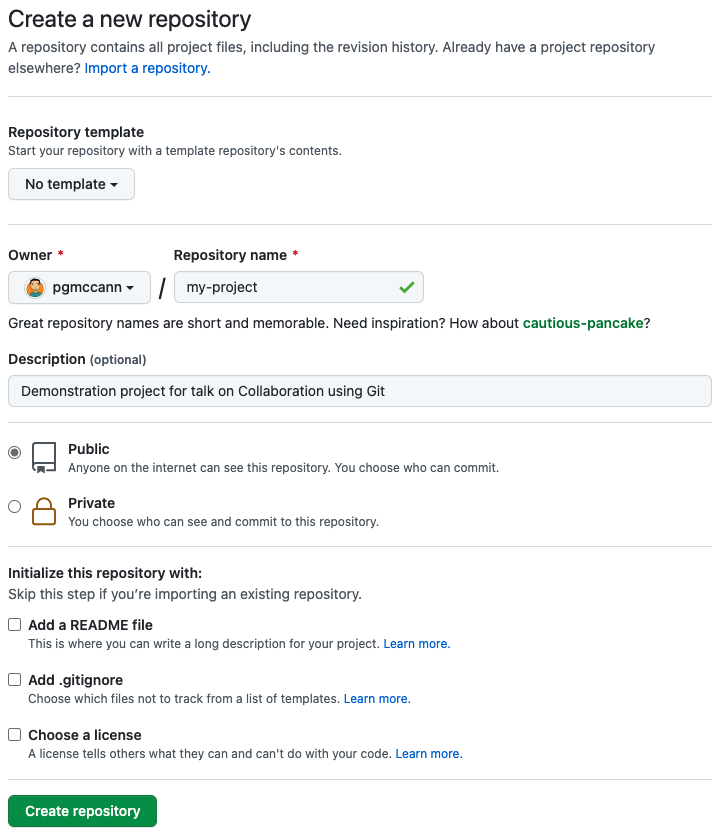 Create a new repository
A repository contains all project files, including the revision history. Already have a project repository
elsewhere? Import a repository.
Repository template
Start your repository with a template repository's contents.
No template
Owner *
Repository name *
pgmccann
/
my-project
Great repository names are short and memorable. Need inspiration? How about cautious-pancake?
Description (optional)
Demonstration project for talk on Collaboration using Git
Public
Anyone on the internet can see this repository. You choose who can commit.
Private
You choose who can see and commit to this repository.
Initialize this repository with:
Skip this step if you’re importing an existing repository.
Add a README file
This is where you can write a long description for your project. Learn more.
Add .gitignore
Choose which files not to track from a list of templates. Learn more.
Choose a license
A license tells others what they can and can't do with your code. Learn more.
Create repository